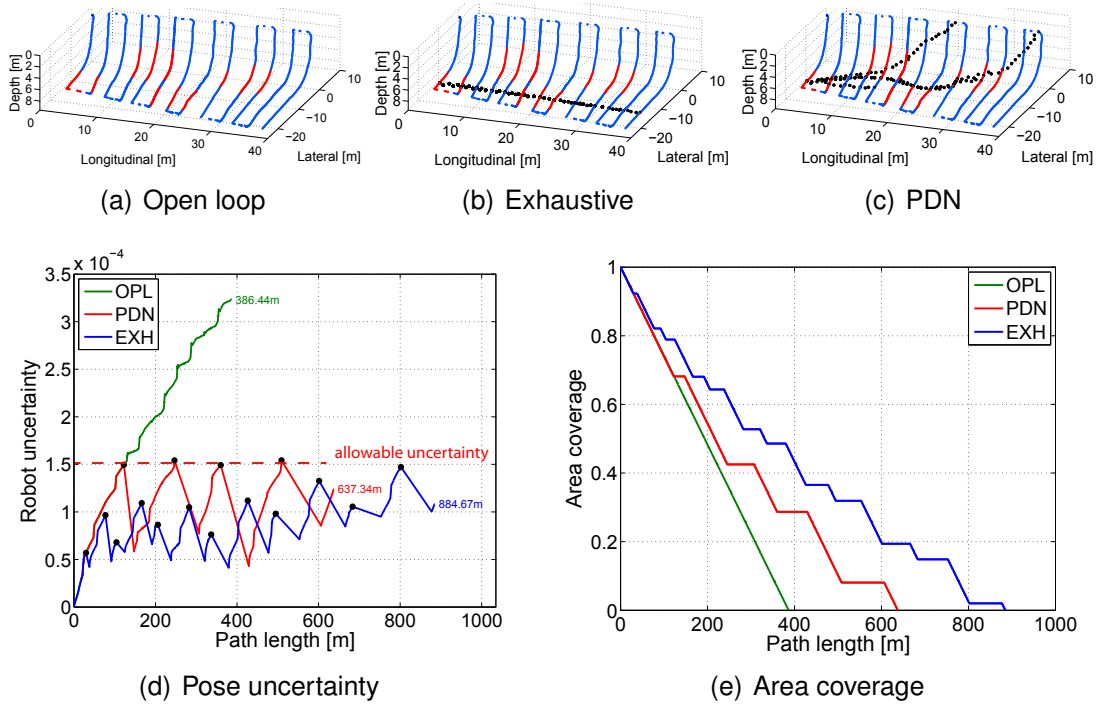 Depth [m]
0
2
4
6
8
0
10
20
30
40
Longitudinal [m]
−20
−10
0
10
Lateral [m]
(a) Open loop
Depth [m]
0
2
4
6
8
0
10
20
30
40
Longitudinal [m]
−20
−10
0
10
Lateral [m]
(b) Exhaustive
Depth [m]
0
2
4
6
8
0
10
20
30
40
Longitudinal [m]
−20
−10
0
10
Lateral [m]
(c) PDN
x 10⁻⁴
3.5
3
2.5
2
1.5
1
0.5
0
Robot uncertainty
OPL
PDN
EXH
386.44m
allowable uncertainty
637.34m
884.67m
0 200 400 600 800 1000
Path length [m]
(d) Pose uncertainty
1
0.8
0.6
0.4
0.2
0
Area coverage
OPL
PDN
EXH
0 200 400 600 800 1000
Path length [m]
(e) Area coverage